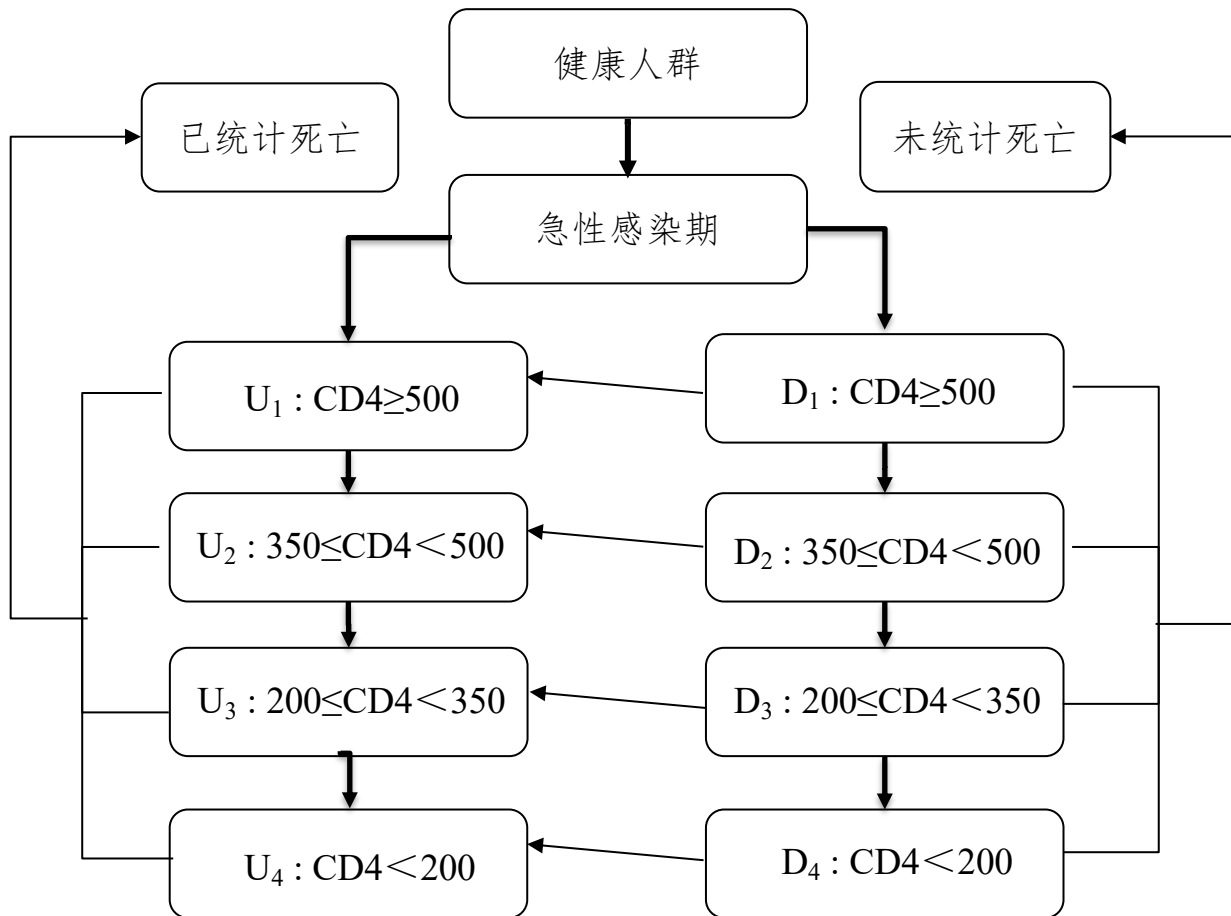 健康人群
已统计死亡
未统计死亡
急性感染期
U₁ : CD4≥500
D₁ : CD4≥500
U₂ : 350≤CD4＜500
D₂ : 350≤CD4＜500
U₃ : 200≤CD4＜350
D₃ : 200≤CD4＜350
U₄ : CD4＜200
D₄ : CD4＜200